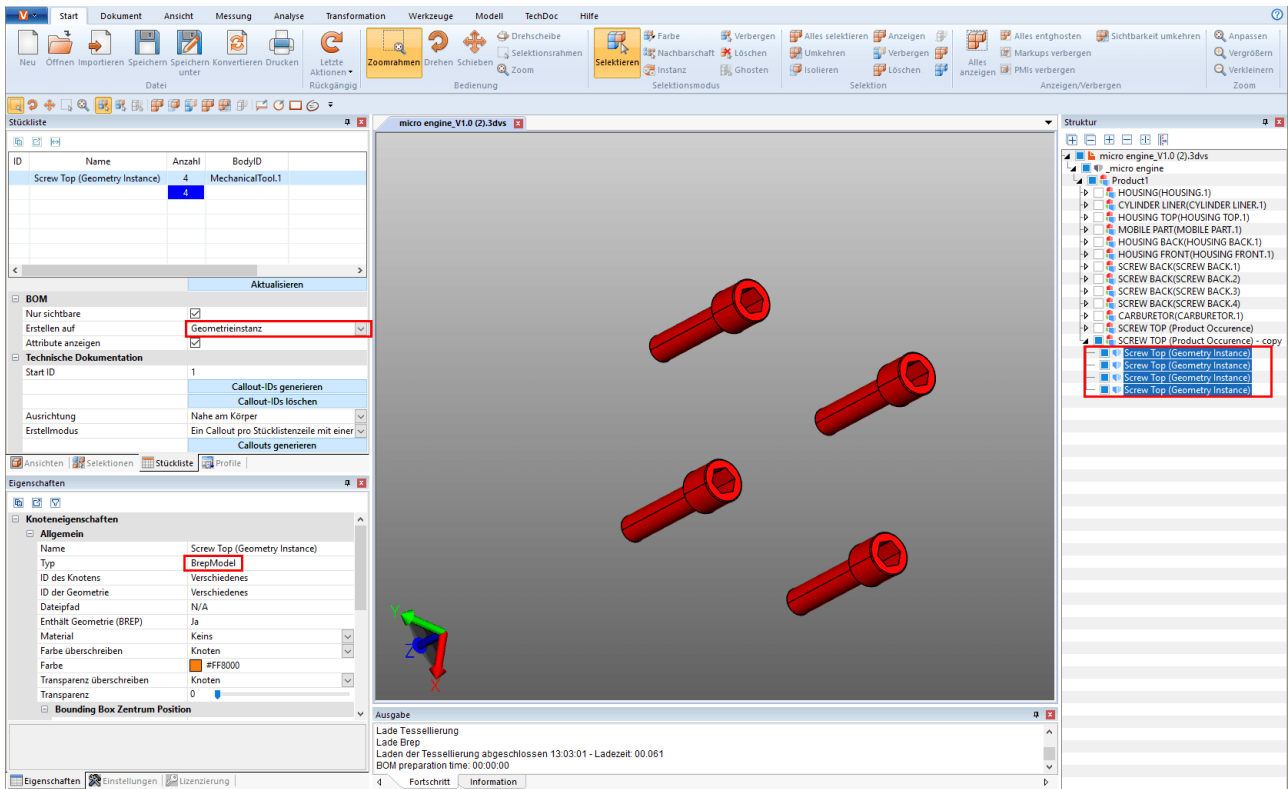 V
Start Dokument Ansicht Messung Analyse Transformation Werkzeuge Modell TechDoc Hilfe
Neu Öffnen Importieren Speichern Speichern unter Konvertieren Drucken
Datei
Letzte Aktionen
Rückgängig
Zoomrahmen Drehen Schieben
Drehscheibe
Selektionsrahmen
Zoom
Bedienung
Selektieren
Farbe Verbergen
Nachbarschaft Löschen
Instanz Ghosten
Selektionsmodus
Alles selektieren Anzeigen
Umkehren Verbergen
Isolieren Löschen
Selektion
Alles anzeigen
Alles entghosten Sichtbarkeit umkehren
Markups verbergen
PMIs verbergen
Anzeigen/Verbergen
Anpassen
Vergrößern
Verkleinern
Zoom
Stückliste
ID Name Anzahl BodyID
Screw Top (Geometry Instance) 4 MechanicalTool.1
4
Aktualisieren
BOM
Nur sichtbare
Erstellen auf Geometrieinstanz
Attribute anzeigen
Technische Dokumentation
Start ID 1
Callout-IDs generieren
Callout-IDs löschen
Ausrichtung Nahe am Körper
Erstellmodus Ein Callout pro Stücklistenzeile mit einer
Callouts generieren
Ansichten Selektionen Stückliste Profile
Eigenschaften
Knoteneigenschaften
Allgemein
Name Screw Top (Geometry Instance)
Typ BrepModel
ID des Knotens Verschiedenes
ID der Geometrie Verschiedenes
Dateipfad N/A
Enthält Geometrie (BREP) Ja
Material Keins
Farbe überschreiben Knoten
Farbe #FF8000
Transparenz überschreiben Knoten
Transparenz 0
Bounding Box Zentrum Position
Eigenschaften Einstellungen Lizenzierung
micro engine_V1.0 (2).3dvs
Y
Z
X
Ausgabe
Lade Tessellierung
Lade Brep
Laden der Tessellierung abgeschlossen 13:03:01 - Ladezeit: 00.061
BOM preparation time: 00:00:00
Fortschritt Information
Struktur
micro engine_V1.0 (2).3dvs
_micro engine
Product1
HOUSING(HOUSING.1)
CYLINDER LINER(CYLINDER LINER.1)
HOUSING TOP(HOUSING TOP.1)
MOBILE PART(MOBILE PART.1)
HOUSING BACK(HOUSING BACK.1)
HOUSING FRONT(HOUSING FRONT.1)
SCREW BACK(SCREW BACK.1)
SCREW BACK(SCREW BACK.2)
SCREW BACK(SCREW BACK.3)
SCREW BACK(SCREW BACK.4)
CARBURETOR(CARBURETOR.1)
SCREW TOP (Product Occurence)
SCREW TOP (Product Occurence) - copy
Screw Top (Geometry Instance)
Screw Top (Geometry Instance)
Screw Top (Geometry Instance)
Screw Top (Geometry Instance)